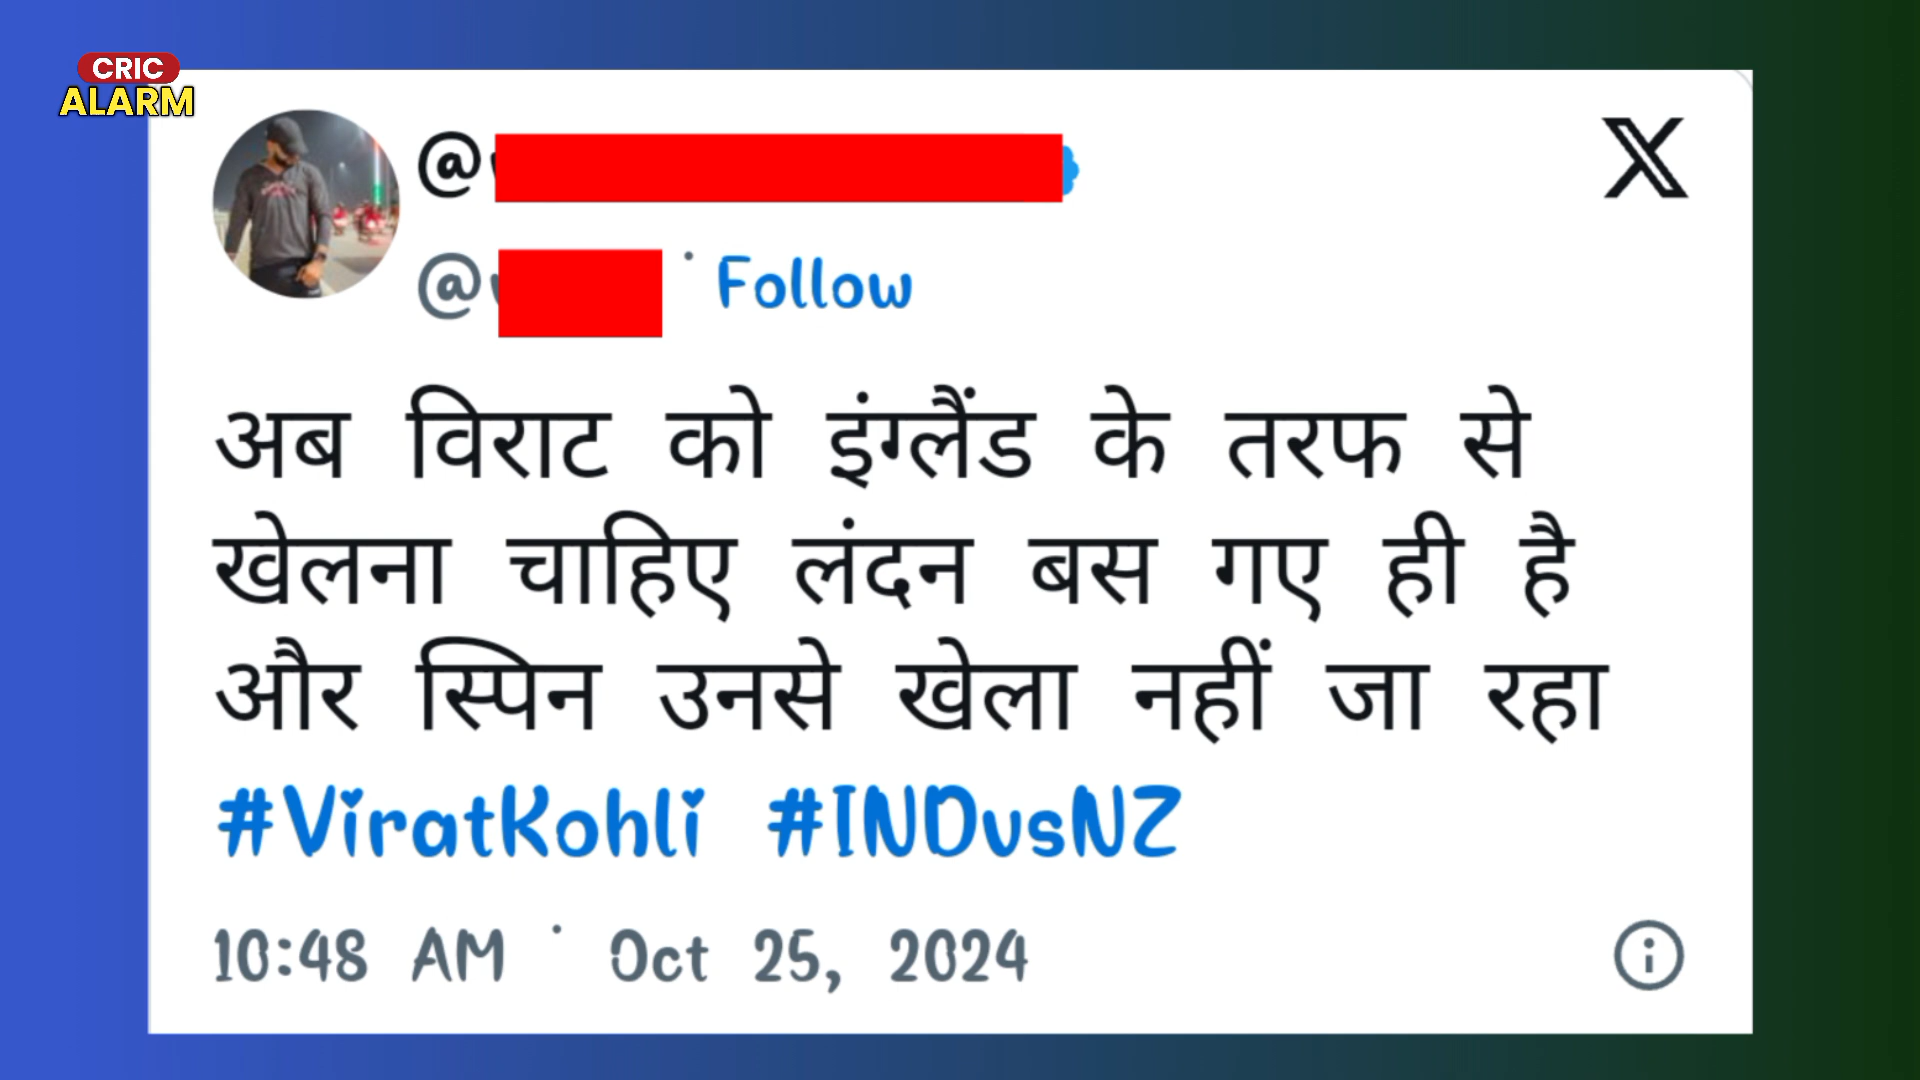 CRIC
ALARM
@
@ · Follow
अब विराट को इंग्लैंड के तरफ से
खेलना चाहिए लंदन बस गए ही है
और स्पिन उनसे खेला नहीं जा रहा
#ViratKohli #INDvsNZ
10:48 AM · Oct 25, 2024